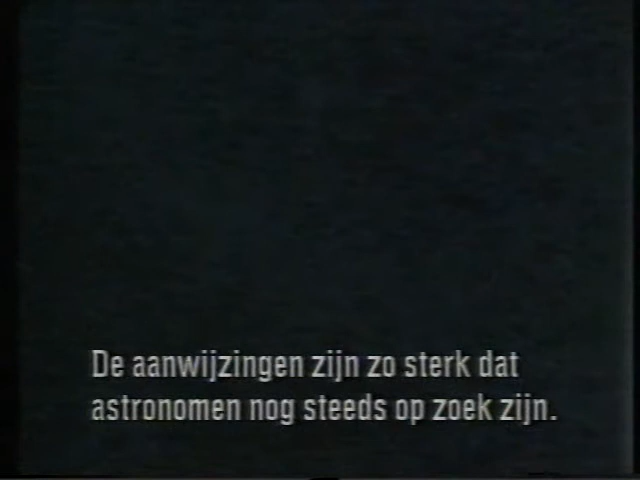 De aanwijzingen zijn zo sterk dat
astronomen nog steeds op zoek zijn.